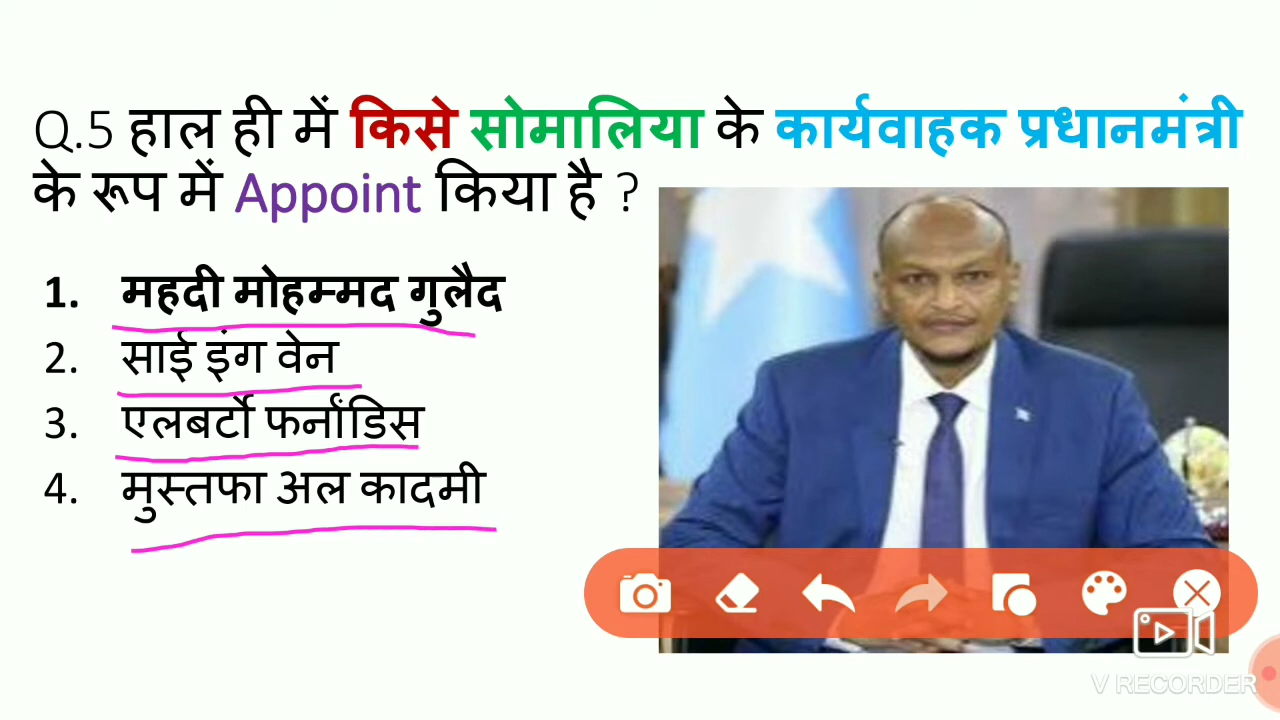 Q.5 हाल ही में किसे सोमालिया के कार्यवाहक प्रधानमंत्री
के रूप में Appoint किया है ?
1. महदी मोहम्मद गुलैद
2. साई इंग वेन
3. एलबर्टो फर्नांडिस
4. मुस्तफा अल कादमी
V RECORDER